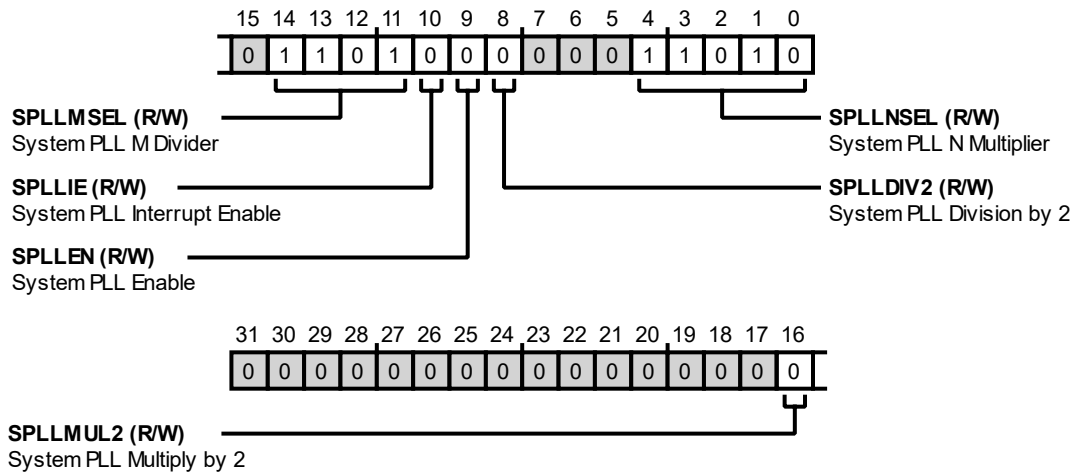 15 14 13 12 11 10 9 8 7 6 5 4 3 2 1 0
0 1 1 0 1 0 0 0 0 0 0 1 1 0 1 0
SPLLMSEL (R/W)
System PLL M Divider
SPLLNSEL (R/W)
System PLL N Multiplier
SPLLIE (R/W)
System PLL Interrupt Enable
SPLLDIV2 (R/W)
System PLL Division by 2
SPLLEN (R/W)
System PLL Enable
31 30 29 28 27 26 25 24 23 22 21 20 19 18 17 16
0 0 0 0 0 0 0 0 0 0 0 0 0 0 0 0
SPLLMUL2 (R/W)
System PLL Multiply by 2